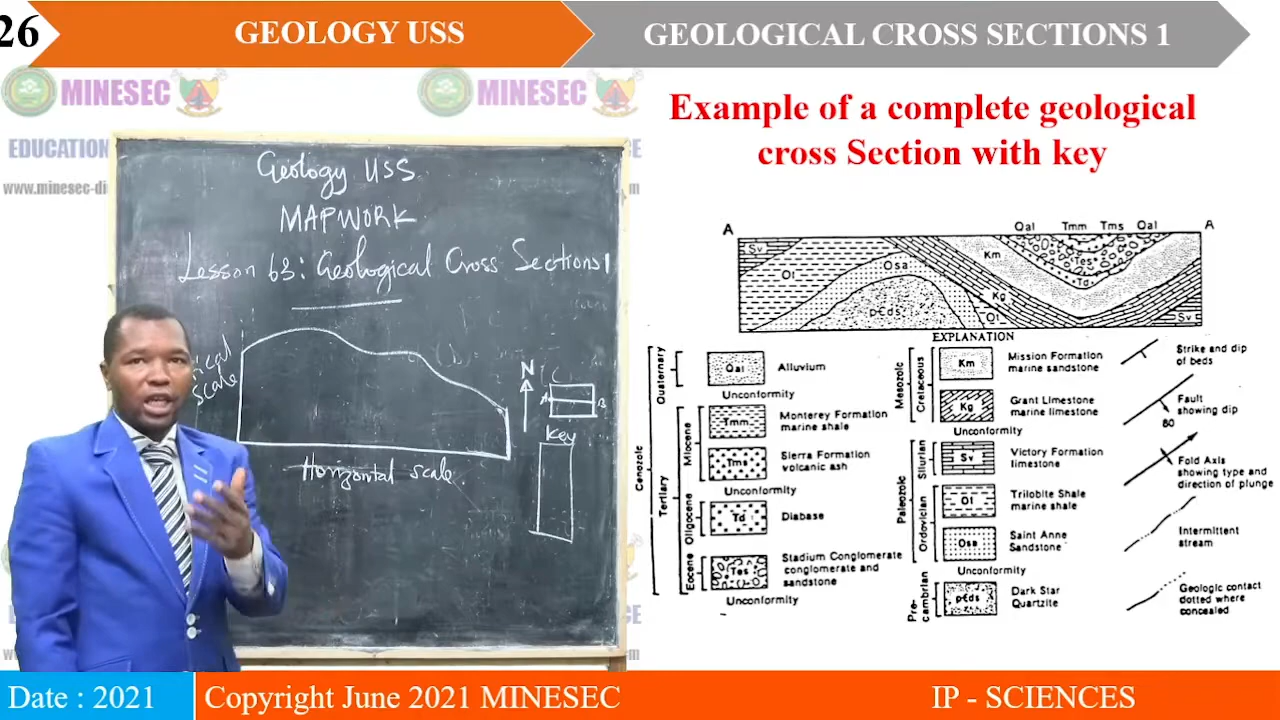 26
GEOLOGY USS
GEOLOGICAL CROSS SECTIONS 1
MINESEC
MINESEC
EDUCATION
www.minesec-di
Geology USS
MAPWORK
Lesson 63: Geological Cross Sections 1
ical
scale
Horizontal scale
N
A
B
Key
Example of a complete geological
cross Section with key
A
Qal
Tmm
Tms
Qal
A
Sv
Ol
Osa
p€ds
Kg
Ol
Km
Tes
Td
Sv
EXPLANATION
Cenozoic
Quaternary
Qal
Alluvium
Unconformity
Tertiary
Miocene
Tmm
Monterey Formation
marine shale
Tms
Sierra Formation
volcanic ash
Unconformity
Oligocene
Td
Diabase
Eocene
Tes
Stadium Conglomerate
conglomerate and
sandstone
Unconformity
Mesozoic
Cretaceous
Km
Mission Formation
marine sandstone
Kg
Grant Limestone
marine limestone
Unconformity
Paleozoic
Silurian
Sv
Victory Formation
limestone
Ordovician
Ol
Trilobite Shale
marine shale
Osa
Saint Anne
Sandstone
Unconformity
Pre-
cambrian
p€ds
Dark Star
Quartzite
Strike and dip
of beds
Fault
showing dip
80
Fold Axis
showing type and
direction of plunge
Intermittent
stream
Geologic contact
dotted where
concealed
Date : 2021
Copyright June 2021 MINESEC
IP - SCIENCES